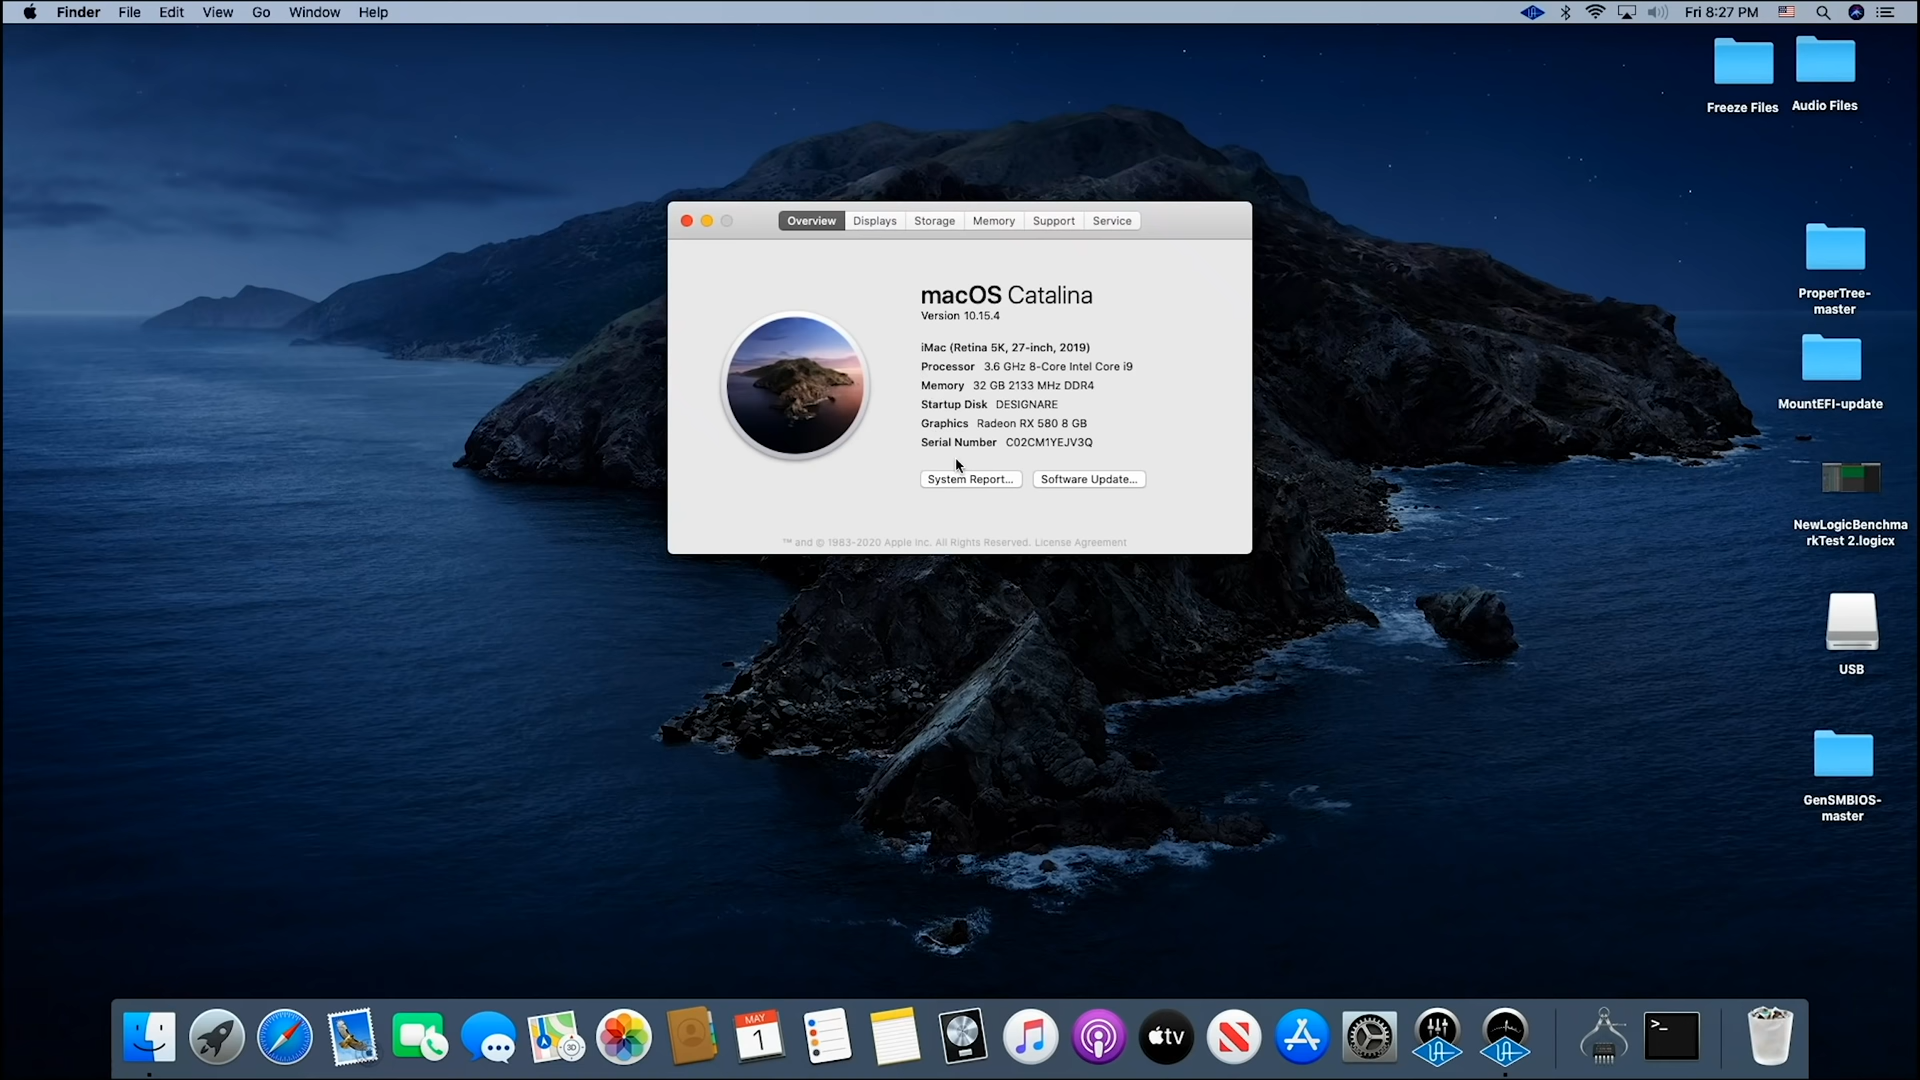 Finder File Edit View Go Window Help
Fri 8:27 PM
Freeze Files
Audio Files
ProperTree-
master
MountEFI-update
NewLogicBenchma
rkTest 2.logicx
USB
GenSMBIOS-
master
Overview Displays Storage Memory Support Service
macOS Catalina
Version 10.15.4
iMac (Retina 5K, 27-inch, 2019)
Processor 3.6 GHz 8-Core Intel Core i9
Memory 32 GB 2133 MHz DDR4
Startup Disk DESIGNARE
Graphics Radeon RX 580 8 GB
Serial Number C02CM1YEJV3Q
System Report... Software Update...
™ and © 1983-2020 Apple Inc. All Rights Reserved. License Agreement
MAY
1
tv
>_